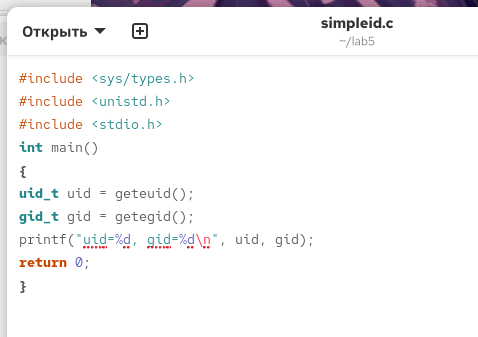 Открыть
simpleid.c
~/lab5
#include <sys/types.h>
#include <unistd.h>
#include <stdio.h>
int main()
{
uid_t uid = geteuid();
gid_t gid = getegid();
printf("uid=%d, gid=%d\n", uid, gid);
return 0;
}